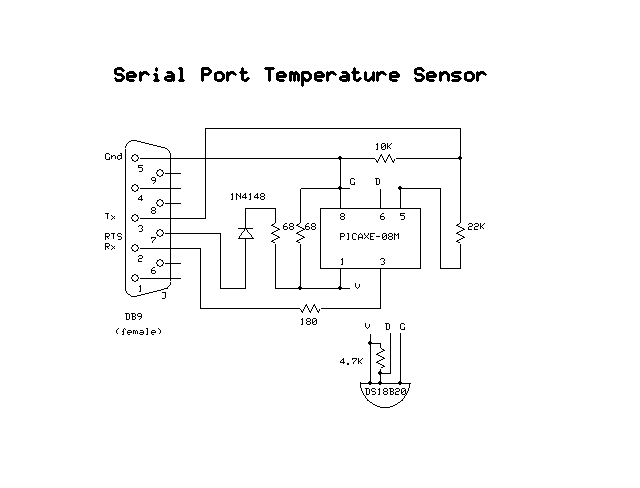 Serial Port Temperature Sensor
10K
Gnd
5
9
1N4148
G D
4
8
Tx
3
68 68
8 6 5
22K
RTS
7
PICAXE-08M
Rx
2
6
1 3
1
J
V
DB9
(female)
180
V D G
4.7K
DS18B20